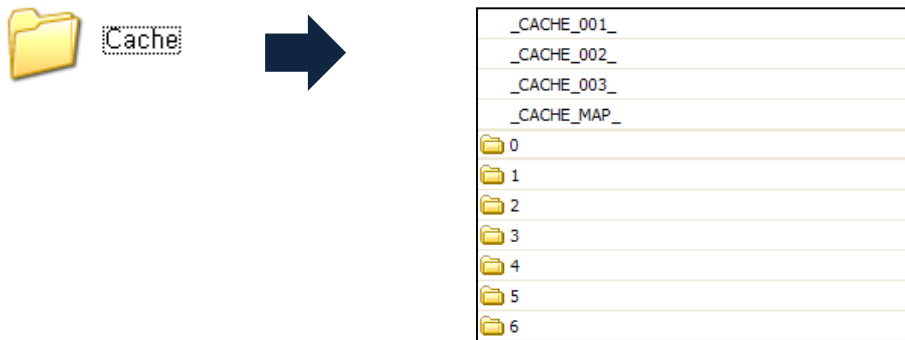 Cache
_CACHE_001_
_CACHE_002_
_CACHE_003_
_CACHE_MAP_
0
1
2
3
4
5
6